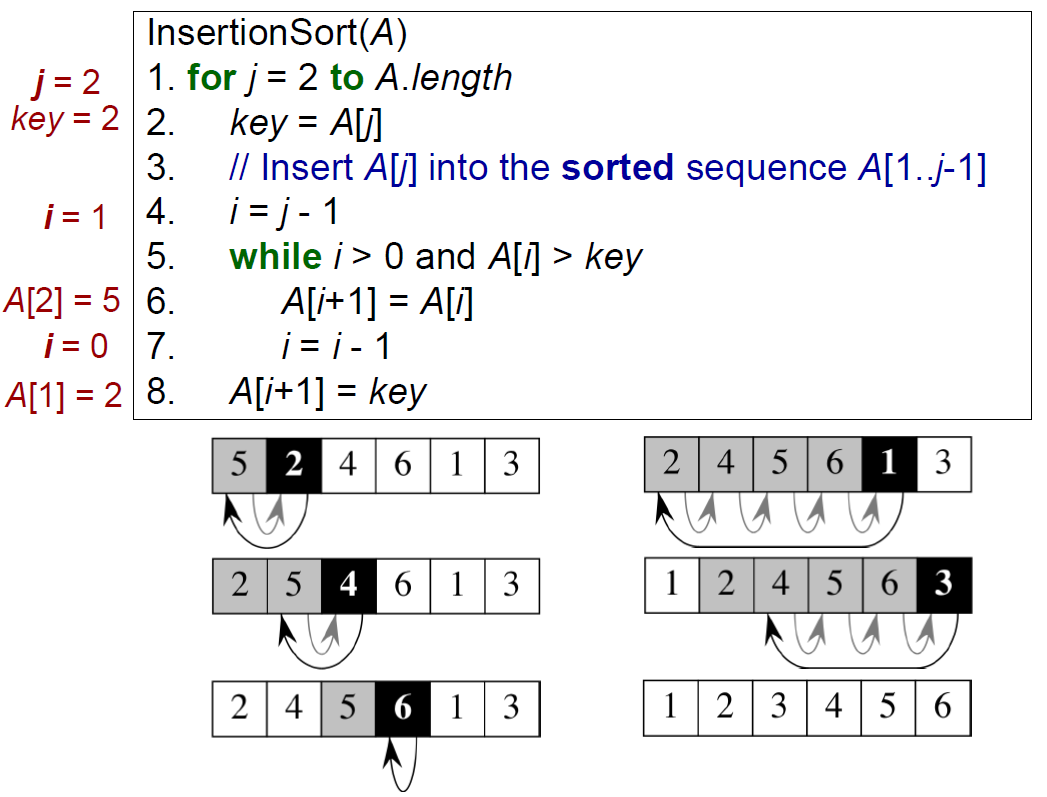 InsertionSort(A)
j = 2
1. for j = 2 to A.length
key = 2
2. key = A[j]
3. // Insert A[j] into the sorted sequence A[1..j-1]
i = 1
4. i = j - 1
5. while i > 0 and A[i] > key
A[2] = 5
6. A[i+1] = A[i]
i = 0
7. i = i - 1
A[1] = 2
8. A[i+1] = key
5 2 4 6 1 3
2 4 5 6 1 3
2 5 4 6 1 3
1 2 4 5 6 3
2 4 5 6 1 3
1 2 3 4 5 6